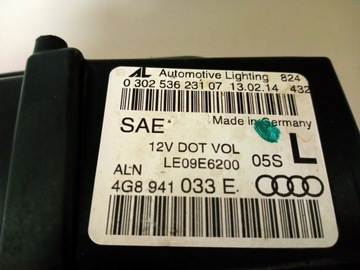 AL Automotive Lighting 824
0 302 536 231 07 13.02.14 432
SAE Made in Germany
12V DOT VOL
LE09E6200 05S L
ALN
4G8 941 033 E